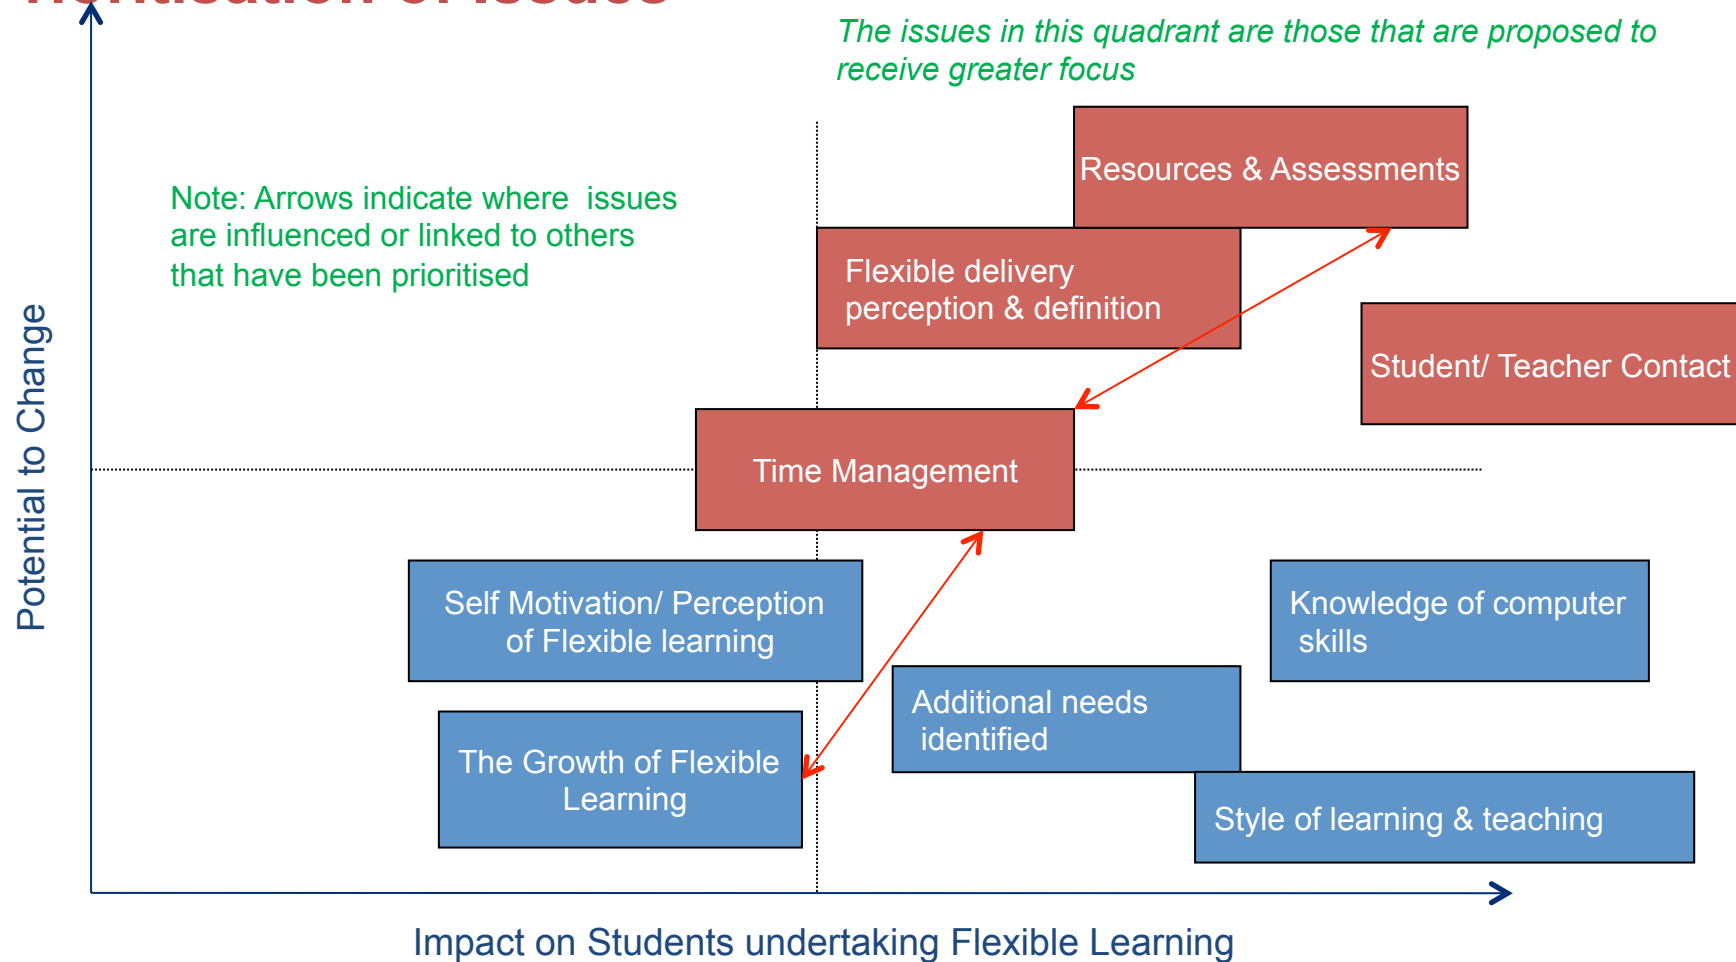 rioritisation of Issues
The issues in this quadrant are those that are proposed to
receive greater focus
Resources & Assessments
Note: Arrows indicate where issues
are influenced or linked to others
that have been prioritised
Flexible delivery
perception & definition
Student/ Teacher Contact
Potential to Change
Time Management
Self Motivation/ Perception
of Flexible learning
Knowledge of computer
skills
Additional needs
identified
The Growth of Flexible
Learning
Style of learning & teaching
Impact on Students undertaking Flexible Learning